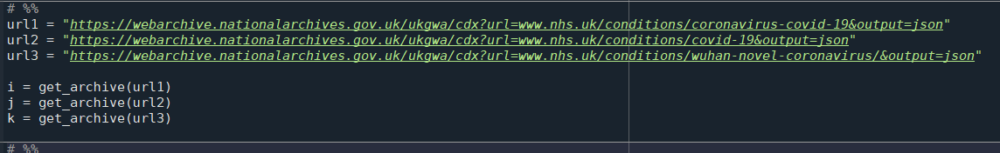 # %%
url1 = "https://webarchive.nationalarchives.gov.uk/ukgwa/cdx?url=www.nhs.uk/conditions/coronavirus-covid-19&output=json"
url2 = "https://webarchive.nationalarchives.gov.uk/ukgwa/cdx?url=www.nhs.uk/conditions/covid-19&output=json"
url3 = "https://webarchive.nationalarchives.gov.uk/ukgwa/cdx?url=www.nhs.uk/conditions/wuhan-novel-coronavirus/&output=json"
i = get_archive(url1)
j = get_archive(url2)
k = get_archive(url3)
# %%